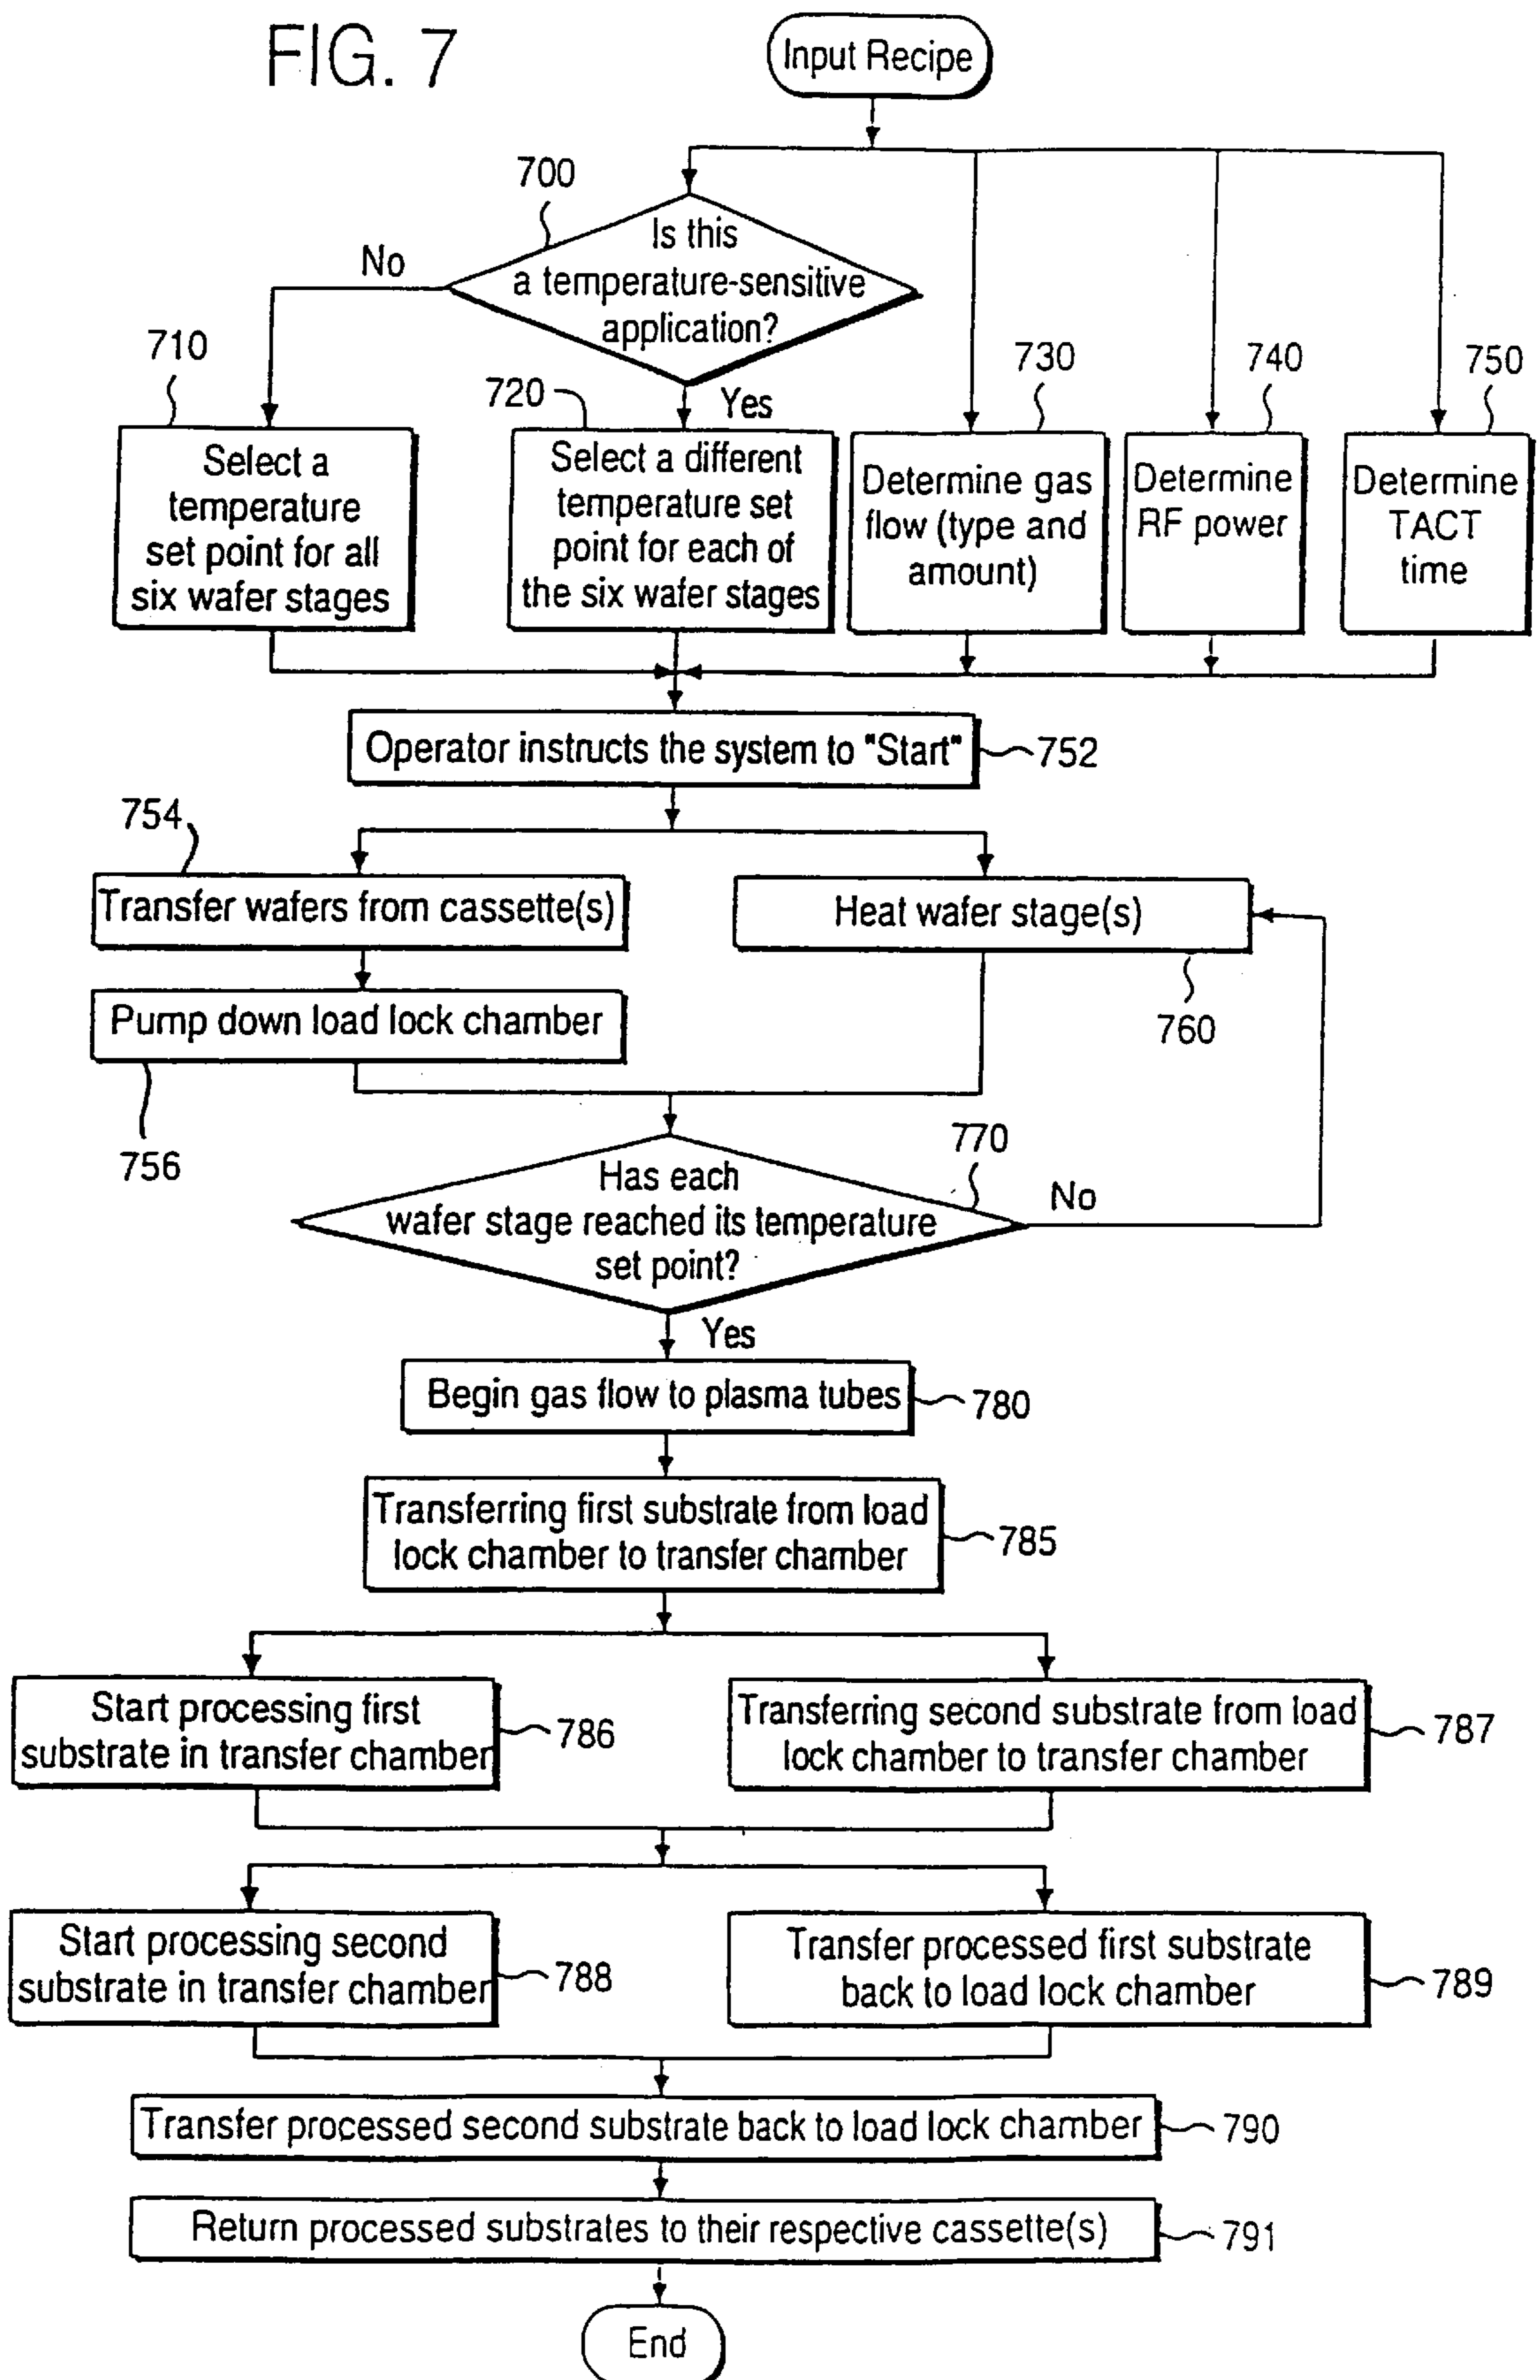 FIG. 7
Input Recipe
700
Is this
a temperature-sensitive
application?
No
Yes
710
Select a
temperature
set point for all
six wafer stages
720
Select a different
temperature set
point for each of
the six wafer stages
730
Determine gas
flow (type and
amount)
740
Determine
RF power
750
Determine
TACT
time
Operator instructs the system to "Start"
752
754
Transfer wafers from cassette(s)
Heat wafer stage(s)
760
Pump down load lock chamber
756
770
Has each
wafer stage reached its temperature
set point?
No
Yes
Begin gas flow to plasma tubes
780
Transferring first substrate from load
lock chamber to transfer chamber
785
Start processing first
substrate in transfer chamber
786
Transferring second substrate from load
lock chamber to transfer chamber
787
Start processing second
substrate in transfer chamber
788
Transfer processed first substrate
back to load lock chamber
789
Transfer processed second substrate back to load lock chamber
790
Return processed substrates to their respective cassette(s)
791
End